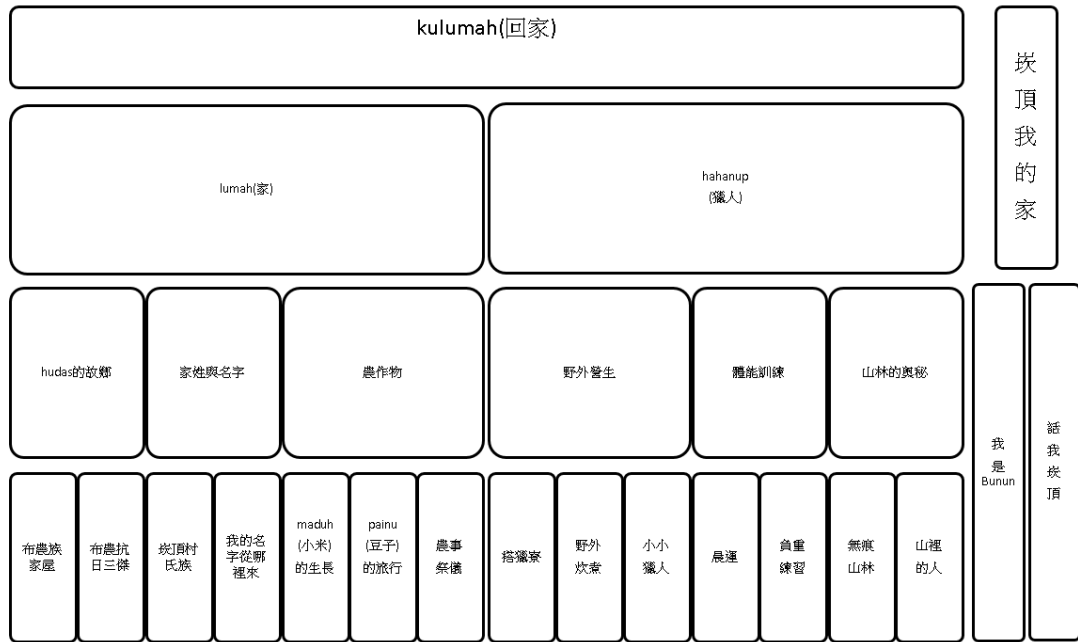 kulumah(回家)
崁
頂
我
的
家
lumah(家)
hahanup
(獵人)
hudas的故鄉
家姓與名字
農作物
野外營生
體能訓練
山林的奧秘
我
是
Bunun
話
我
崁
頂
布農族
家屋
布農抗
日三傑
崁頂村
氏族
我的名
字從哪
裡來
maduh
(小米)
的生長
painu
(豆子)
的旅行
農事
祭儀
搭獵寮
野外
炊煮
小小
獵人
晨運
負重
練習
無痕
山林
山裡
的人